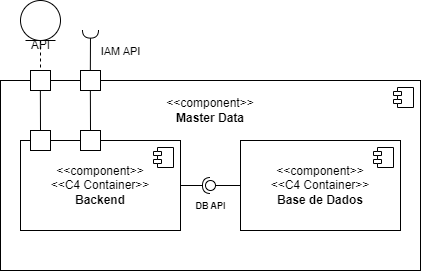 API
IAM API
<<component>>
Master Data
<<component>>
<<C4 Container>>
Backend
DB API
<<component>>
<<C4 Container>>
Base de Dados